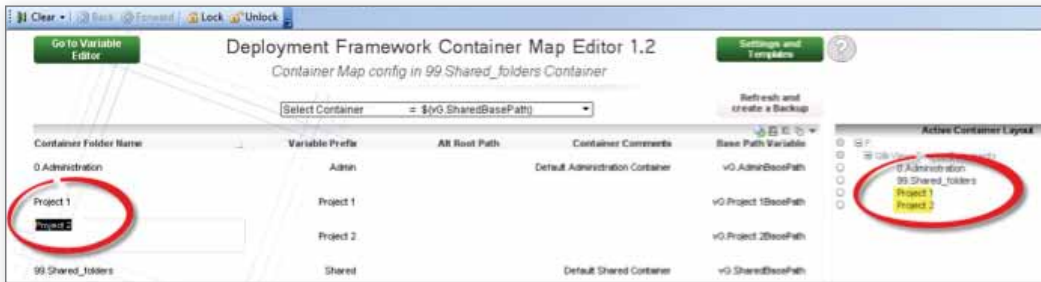 Clear Back Forward Lock Unlock
Go to Variable Editor
Deployment Framework Container Map Editor 1.2
Settings and Templates
?
Container Map config in 99 Shared_folders Container
Select Container = $(vG.SharedBasePath)
Refresh and create a Backup
Container Folder Name Variable Prefix Alt Root Path Container Comments Base Path Variable
Active Container Layout
0.Administration Admin Default Administration Container vG.AdminBasePath
0.Administration
99.Shared_folders
Project 1 Project 1 vG.Project 1BasePath
Project 1
Project 2
Project 2
Project 2 vG.Project 2BasePath
99.Shared_folders Shared Default Shared Container vG.SharedBasePath